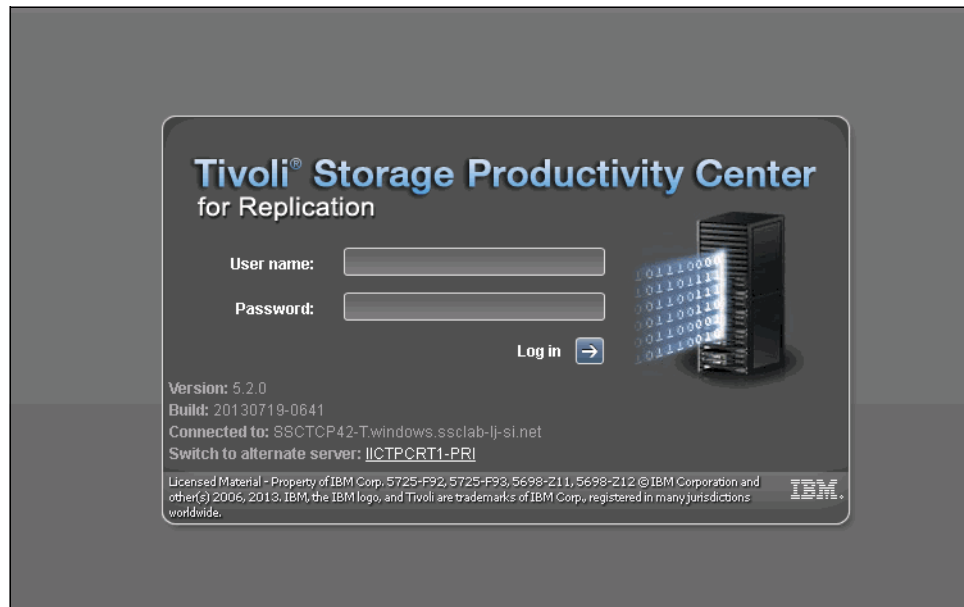 Tivoli® Storage Productivity Center
for Replication
User name:
Password:
Log in
Version: 5.2.0
Build: 20130719-0641
Connected to: SSCTCP42-T.windows.ssclab-lj-si.net
Switch to alternate server: IICTPCRT1-PRI
Licensed Material - Property of IBM Corp. 5725-F92, 5725-F93, 5698-Z11, 5698-Z12 © IBM Corporation and
other(s) 2006, 2013. IBM, the IBM logo, and Tivoli are trademarks of IBM Corp., registered in many jurisdictions
worldwide.
IBM.